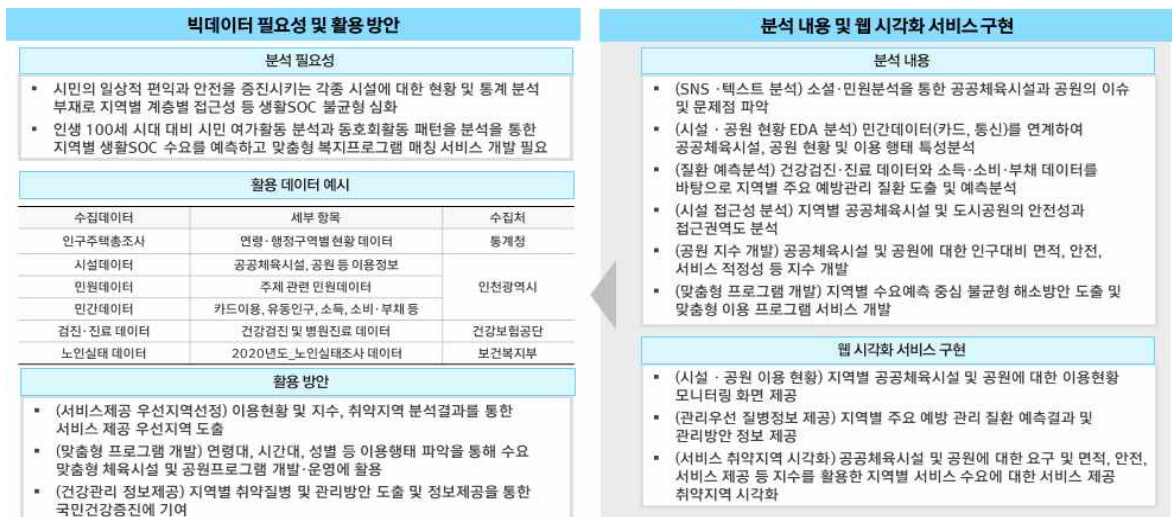 빅데이터 필요성 및 활용 방안
분석 필요성
▪ 시민의 일상적 편익과 안전을 증진시키는 각종 시설에 대한 현황 및 통계 분석
부재로 지역별 계층별 접근성 등 생활SOC 불균형 심화
▪ 인생 100세 시대 대비 시민 여가활동 분석과 동호회활동 패턴을 분석을 통한
지역별 생활SOC 수요를 예측하고 맞춤형 복지프로그램 매칭 서비스 개발 필요
활용 데이터 예시
수집데이터 세부 항목 수집처
인구주택총조사 연령·행정구역별현황 데이터 통계청
시설데이터 공공체육시설, 공원 등 이용정보
민원데이터 주제 관련 민원데이터 인천광역시
민간데이터 카드이용, 유동인구, 소득, 소비·부채 등
검진·진료 데이터 건강검진 및 병원진료 데이터 건강보험공단
노인실태 데이터 2020년도_노인실태조사 데이터 보건복지부
활용 방안
▪ (서비스제공 우선지역선정) 이용현황 및 지수, 취약지역 분석결과를 통한
서비스 제공 우선지역 도출
▪ (맞춤형 프로그램 개발) 연령대, 시간대, 성별 등 이용행태 파악을 통해 수요
맞춤형 체육시설 및 공원프로그램 개발·운영에 활용
▪ (건강관리 정보제공) 지역별 취약질병 및 관리방안 도출 및 정보제공을 통한
국민건강증진에 기여
분석 내용 및 웹 시각화 서비스 구현
분석 내용
▪ (SNS ·텍스트 분석) 소셜·민원분석을 통한 공공체육시설과 공원의 이슈
및 문제점 파악
▪ (시설 · 공원 현황 EDA 분석) 민간데이터(카드, 통신)를 연계하여
공공체육시설, 공원 현황 및 이용 행태 특성분석
▪ (질환 예측분석) 건강검진·진료 데이터와 소득·소비·부채 데이터를
바탕으로 지역별 주요 예방관리 질환 도출 및 예측분석
▪ (시설 접근성 분석) 지역별 공공체육시설 및 도시공원의 안전성과
접근권역도 분석
▪ (공원 지수 개발) 공공체육시설 및 공원에 대한 인구대비 면적, 안전,
서비스 적정성 등 지수 개발
▪ (맞춤형 프로그램 개발) 지역별 수요예측 중심 불균형 해소방안 도출 및
맞춤형 이용 프로그램 서비스 개발
웹 시각화 서비스 구현
▪ (시설 · 공원 이용 현황) 지역별 공공체육시설 및 공원에 대한 이용현황
모니터링 화면 제공
▪ (관리우선 질병정보 제공) 지역별 주요 예방 관리 질환 예측결과 및
관리방안 정보 제공
▪ (서비스 취약지역 시각화) 공공체육시설 및 공원에 대한 요구 및 면적, 안전,
서비스 제공 등 지수를 활용한 지역별 서비스 수요에 대한 서비스 제공
취약지역 시각화